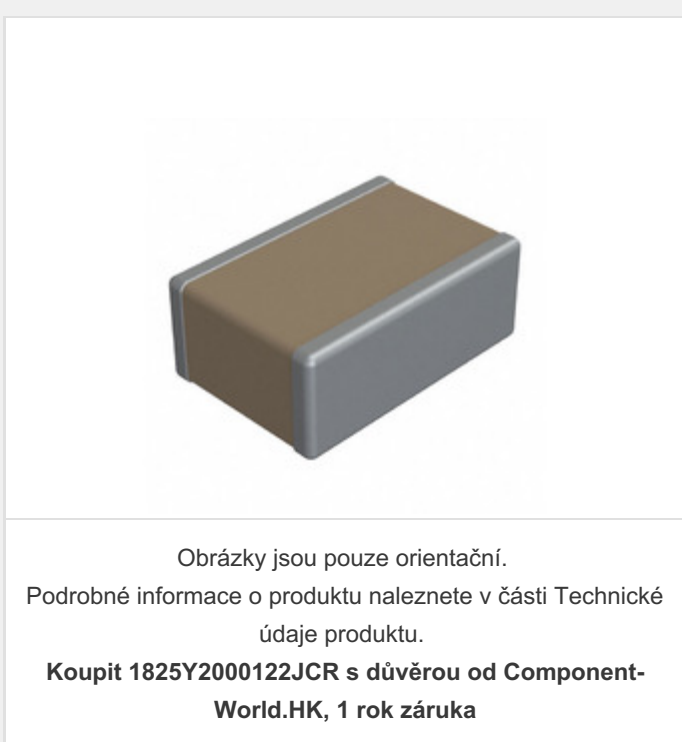 Obrázky jsou pouze orientační.
Podrobné informace o produktu naleznete v části Technické
údaje produktu.
Koupit 1825Y2000122JCR s důvěrou od Component-
World.HK, 1 rok záruka